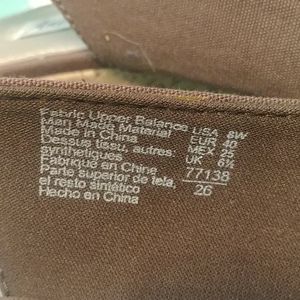 Fabric Upper Balance
Man Made Material
Made in China
Dessus tissu, autres:
synthetiques
Fabriqué en Chine
Parte superior de tela,
el resto sintético
Hecho en China
USA 8W
EUR 40
MEX 25
UK 6½
77138
26